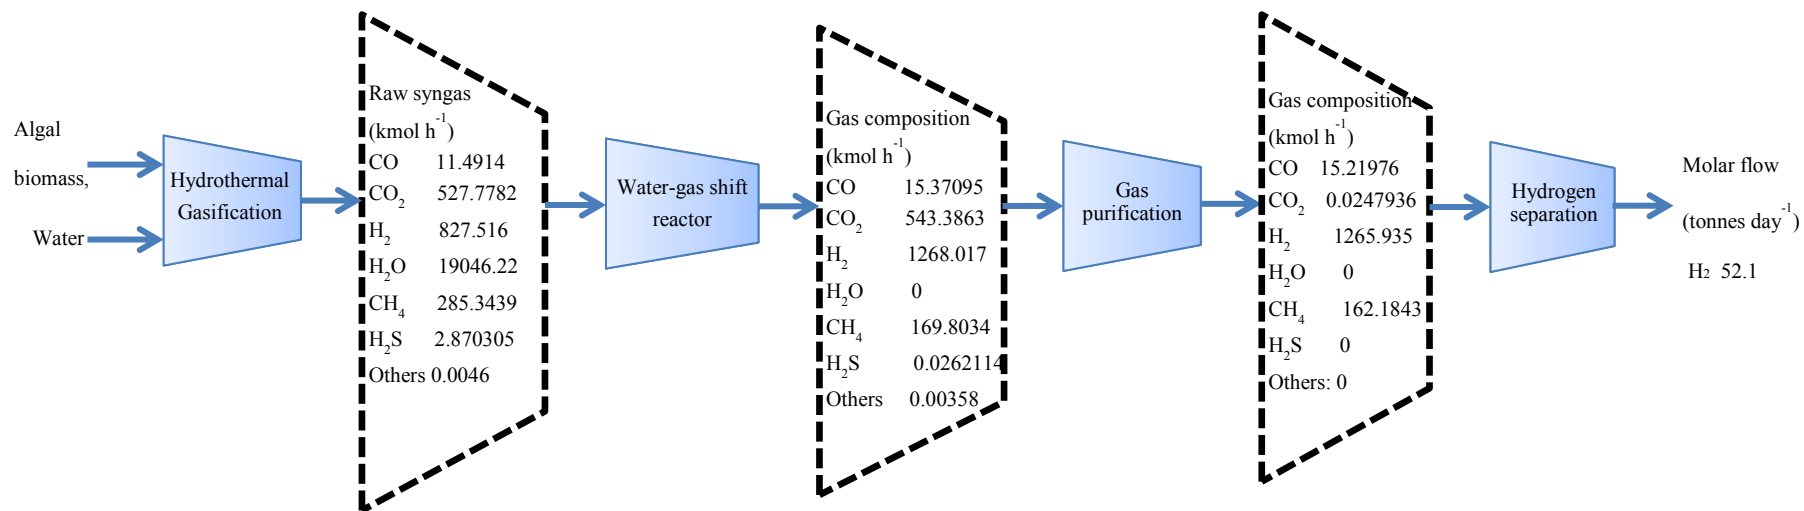 Algal
biomass,
Water
Hydrothermal
Gasification
Raw syngas
(kmol h-1)
CO 11.4914
CO2 527.7782
H2 827.516
H2O 19046.22
CH4 285.3439
H2S 2.870305
Others 0.0046
Water-gas shift
reactor
Gas composition
(kmol h-1)
CO 15.37095
CO2 543.3863
H2 1268.017
H2O 0
CH4 169.8034
H2S 0.0262114
Others 0.00358
Gas
purification
Gas composition
(kmol h-1)
CO 15.21976
CO2 0.0247936
H2 1265.935
H2O 0
CH4 162.1843
H2S 0
Others: 0
Hydrogen
separation
Molar flow
(tonnes day-1)
H2 52.1